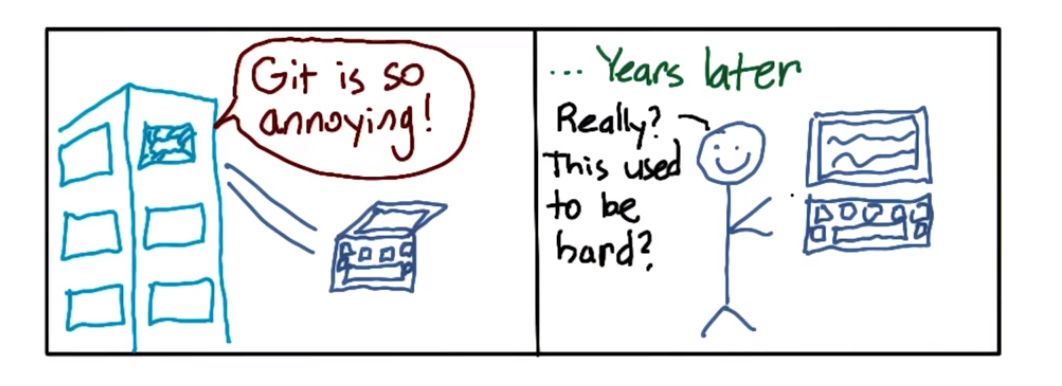 Git is so
annoying!
... Years later
Really?
This used
to be
hard?